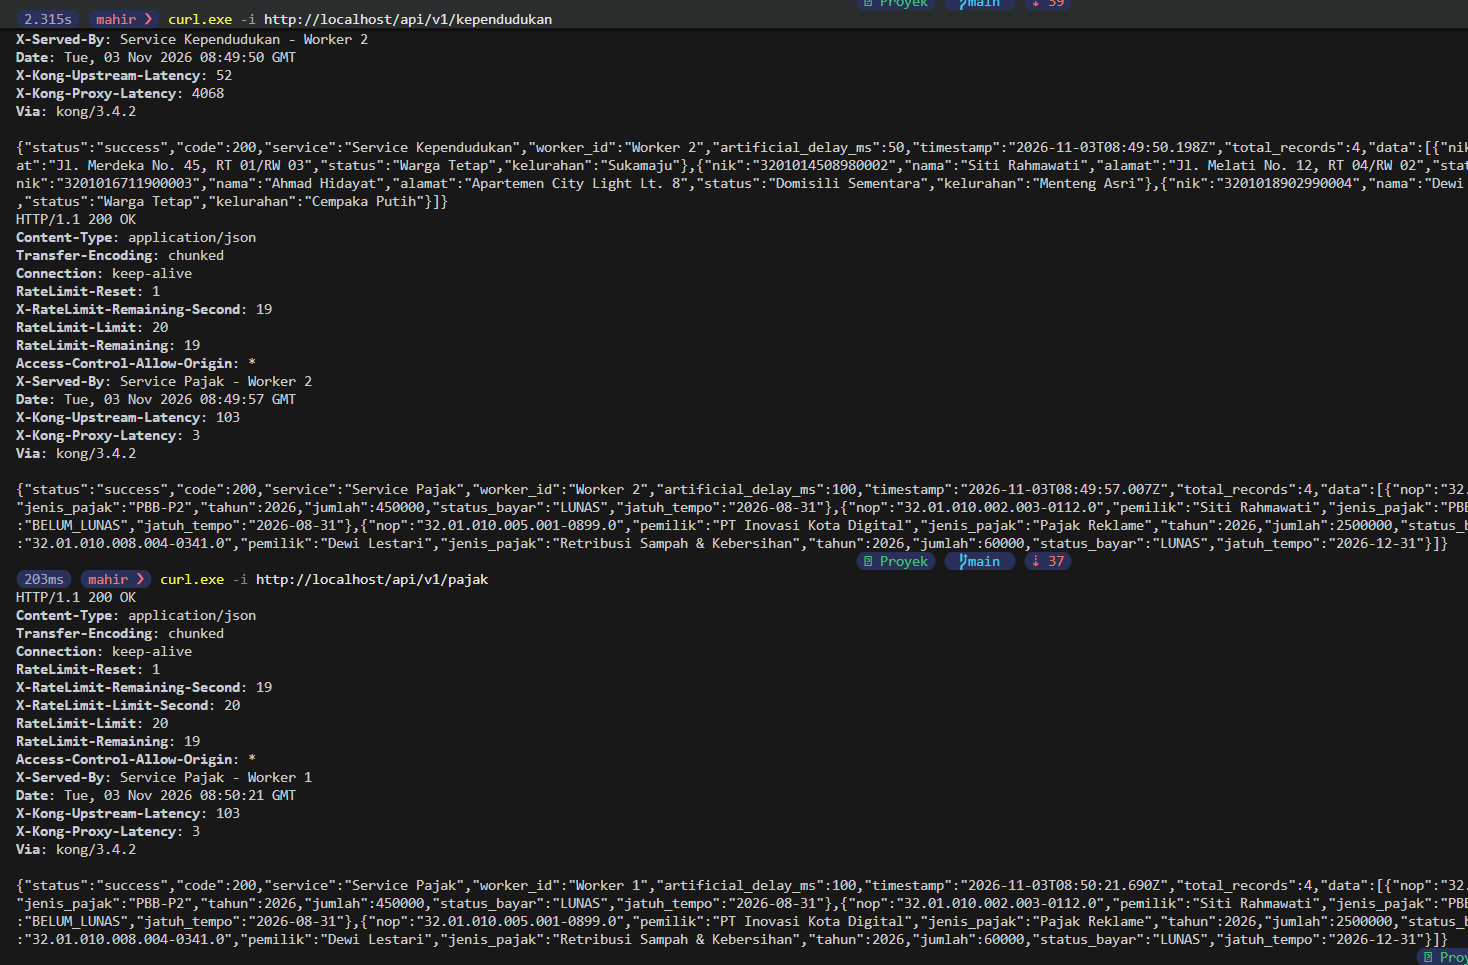 Proyek main ↓ 39
2.315s mahir ❯ curl.exe -i http://localhost/api/v1/kependudukan
X-Served-By: Service Kependudukan - Worker 2
Date: Tue, 03 Nov 2026 08:49:50 GMT
X-Kong-Upstream-Latency: 52
X-Kong-Proxy-Latency: 4068
Via: kong/3.4.2
{"status":"success","code":200,"service":"Service Kependudukan","worker_id":"Worker 2","artificial_delay_ms":50,"timestamp":"2026-11-03T08:49:50.198Z","total_records":4,"data":[{"nik
at":"Jl. Merdeka No. 45, RT 01/RW 03","status":"Warga Tetap","kelurahan":"Sukamaju"},{"nik":"3201014508980002","nama":"Siti Rahmawati","alamat":"Jl. Melati No. 12, RT 04/RW 02","stat
nik":"3201016711900003","nama":"Ahmad Hidayat","alamat":"Apartemen City Light Lt. 8","status":"Domisili Sementara","kelurahan":"Menteng Asri"},{"nik":"3201018902990004","nama":"Dewi
,"status":"Warga Tetap","kelurahan":"Cempaka Putih"}]}
HTTP/1.1 200 OK
Content-Type: application/json
Transfer-Encoding: chunked
Connection: keep-alive
RateLimit-Reset: 1
X-RateLimit-Remaining-Second: 19
RateLimit-Limit: 20
RateLimit-Remaining: 19
Access-Control-Allow-Origin: *
X-Served-By: Service Pajak - Worker 2
Date: Tue, 03 Nov 2026 08:49:57 GMT
X-Kong-Upstream-Latency: 103
X-Kong-Proxy-Latency: 3
Via: kong/3.4.2
{"status":"success","code":200,"service":"Service Pajak","worker_id":"Worker 2","artificial_delay_ms":100,"timestamp":"2026-11-03T08:49:57.007Z","total_records":4,"data":[{"nop":"32.
"jenis_pajak":"PBB-P2","tahun":2026,"jumlah":450000,"status_bayar":"LUNAS","jatuh_tempo":"2026-08-31"},{"nop":"32.01.010.002.003-0112.0","pemilik":"Siti Rahmawati","jenis_pajak":"PBB
"BELUM_LUNAS","jatuh_tempo":"2026-08-31"},{"nop":"32.01.010.005.001-0899.0","pemilik":"PT Inovasi Kota Digital","jenis_pajak":"Pajak Reklame","tahun":2026,"jumlah":2500000,"status_b
:"32.01.010.008.004-0341.0","pemilik":"Dewi Lestari","jenis_pajak":"Retribusi Sampah & Kebersihan","tahun":2026,"jumlah":60000,"status_bayar":"LUNAS","jatuh_tempo":"2026-12-31"}]}
Proyek main ↓ 37
203ms mahir ❯ curl.exe -i http://localhost/api/v1/pajak
HTTP/1.1 200 OK
Content-Type: application/json
Transfer-Encoding: chunked
Connection: keep-alive
RateLimit-Reset: 1
X-RateLimit-Remaining-Second: 19
X-RateLimit-Limit-Second: 20
RateLimit-Limit: 20
RateLimit-Remaining: 19
Access-Control-Allow-Origin: *
X-Served-By: Service Pajak - Worker 1
Date: Tue, 03 Nov 2026 08:50:21 GMT
X-Kong-Upstream-Latency: 103
X-Kong-Proxy-Latency: 3
Via: kong/3.4.2
{"status":"success","code":200,"service":"Service Pajak","worker_id":"Worker 1","artificial_delay_ms":100,"timestamp":"2026-11-03T08:50:21.690Z","total_records":4,"data":[{"nop":"32.
"jenis_pajak":"PBB-P2","tahun":2026,"jumlah":450000,"status_bayar":"LUNAS","jatuh_tempo":"2026-08-31"},{"nop":"32.01.010.002.003-0112.0","pemilik":"Siti Rahmawati","jenis_pajak":"PBB
"BELUM_LUNAS","jatuh_tempo":"2026-08-31"},{"nop":"32.01.010.005.001-0899.0","pemilik":"PT Inovasi Kota Digital","jenis_pajak":"Pajak Reklame","tahun":2026,"jumlah":2500000,"status_b
:"32.01.010.008.004-0341.0","pemilik":"Dewi Lestari","jenis_pajak":"Retribusi Sampah & Kebersihan","tahun":2026,"jumlah":60000,"status_bayar":"LUNAS","jatuh_tempo":"2026-12-31"}]}
Proy